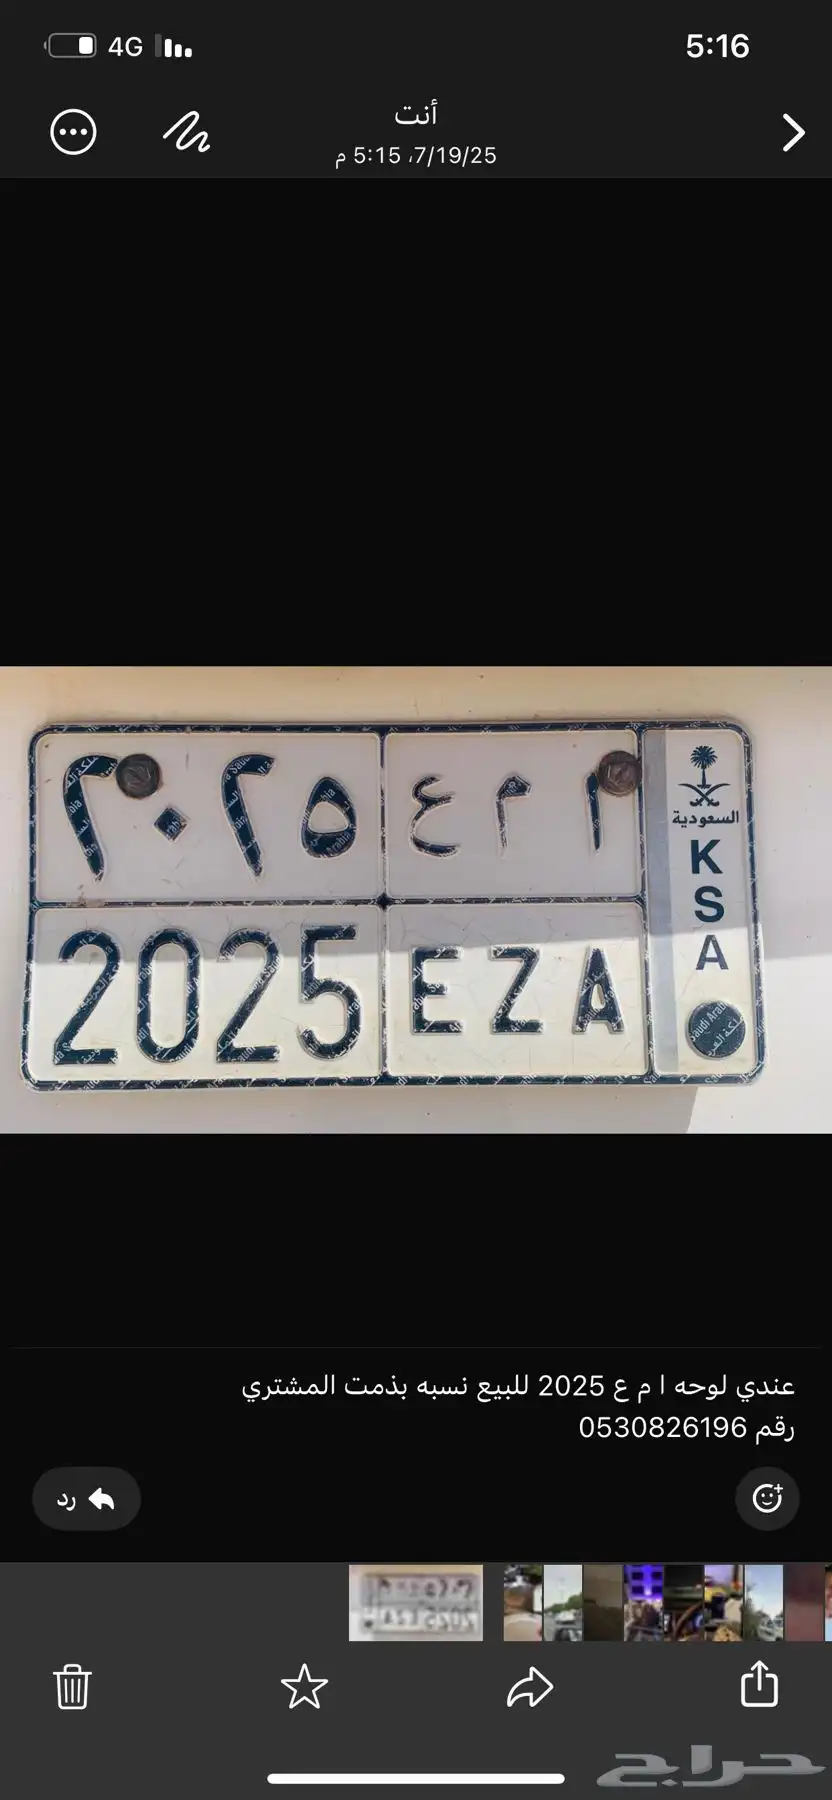 4G
5:16
أنت
7/19/25، 5:15 م
٢٠٢٥
ا م ع
السعودية
K
S
A
2025
E Z A
عندي لوحه ا م ع 2025 للبيع نسبه بذمت المشتري
رقم 0530826196
رد
حراج